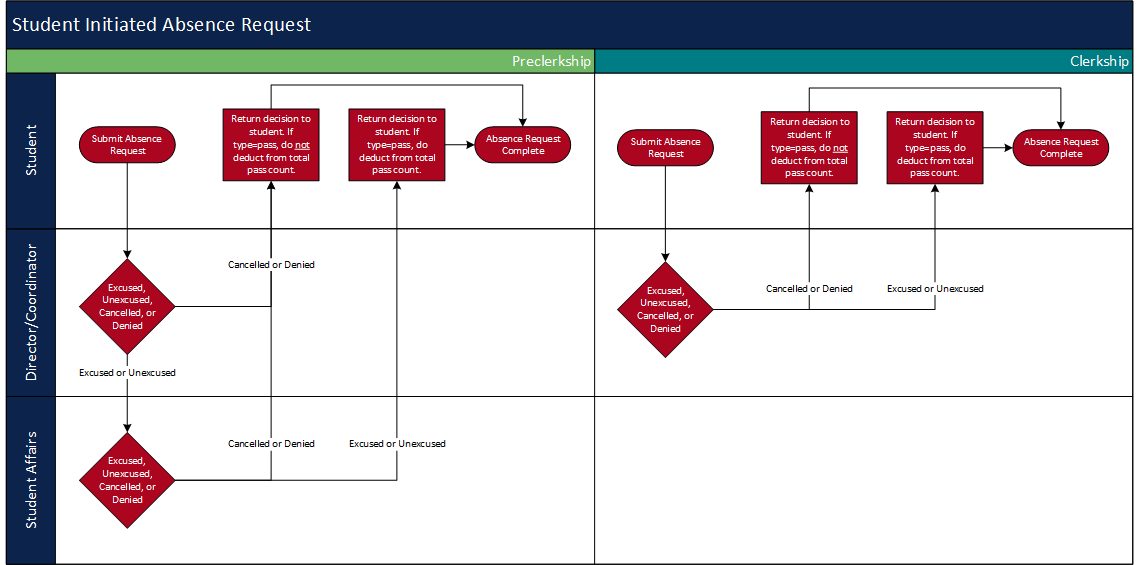 Student Initiated Absence Request
Preclerkship
Clerkship
Student
Submit Absence
Request
Return decision to
student. If
type=pass, do not
deduct from total
pass count.
Return decision to
student. If
type=pass, do
deduct from total
pass count.
Absence Request
Complete
Submit Absence
Request
Return decision to
student. If
type=pass, do not
deduct from total
pass count.
Return decision to
student. If
type=pass, do
deduct from total
pass count.
Absence Request
Complete
Director/Coordinator
Cancelled or Denied
Excused,
Unexcused,
Cancelled, or
Denied
Excused or Unexcused
Cancelled or Denied
Excused or Unexcused
Excused,
Unexcused,
Cancelled, or
Denied
Student Affairs
Cancelled or Denied
Excused or Unexcused
Excused,
Unexcused,
Cancelled, or
Denied